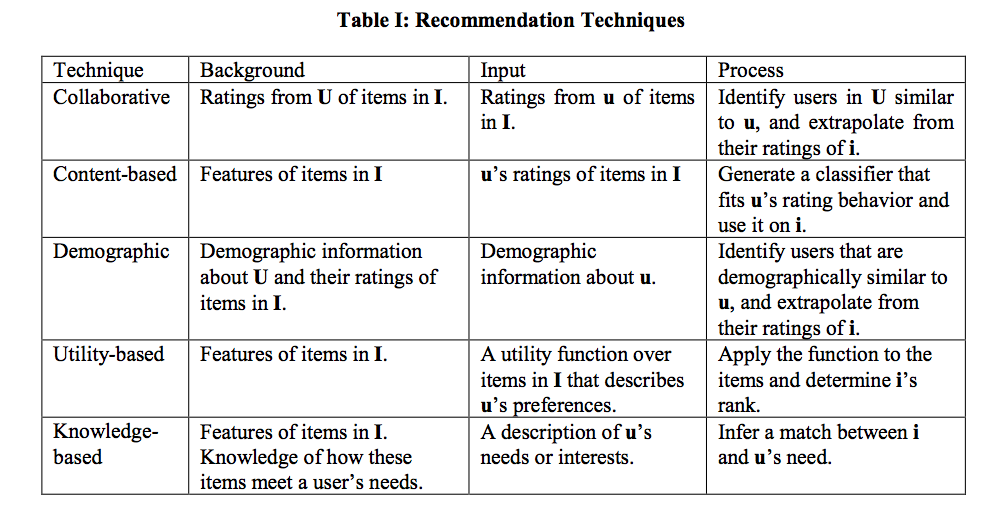 Table I: Recommendation Techniques
Technique Background Input Process
Collaborative Ratings from U of items in I. Ratings from u of items Identify users in U similar
in I. to u, and extrapolate from
their ratings of i.
Content-based Features of items in I u’s ratings of items in I Generate a classifier that
fits u’s rating behavior and
use it on i.
Demographic Demographic information Demographic Identify users that are
about U and their ratings of information about u. demographically similar to
items in I. u, and extrapolate from
their ratings of i.
Utility-based Features of items in I. A utility function over Apply the function to the
items in I that describes items and determine i’s
u’s preferences. rank.
Knowledge- Features of items in I. A description of u’s Infer a match between i
based Knowledge of how these needs or interests. and u’s need.
items meet a user’s needs.